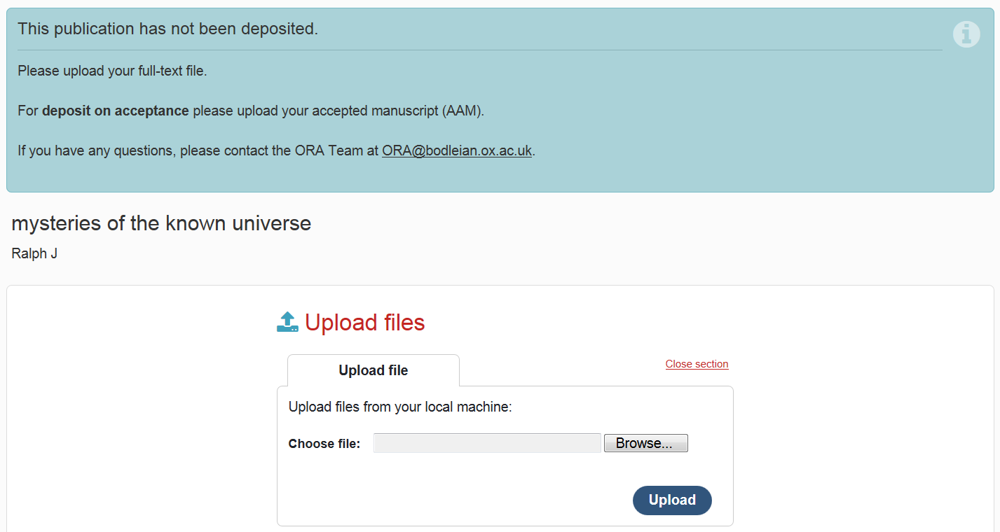 This publication has not been deposited.
Please upload your full-text file.
For deposit on acceptance please upload your accepted manuscript (AAM).
If you have any questions, please contact the ORA Team at ORA@bodleian.ox.ac.uk.
mysteries of the known universe
Ralph J
Upload files
Upload file
Close section
Upload files from your local machine:
Choose file:
Browse...
Upload